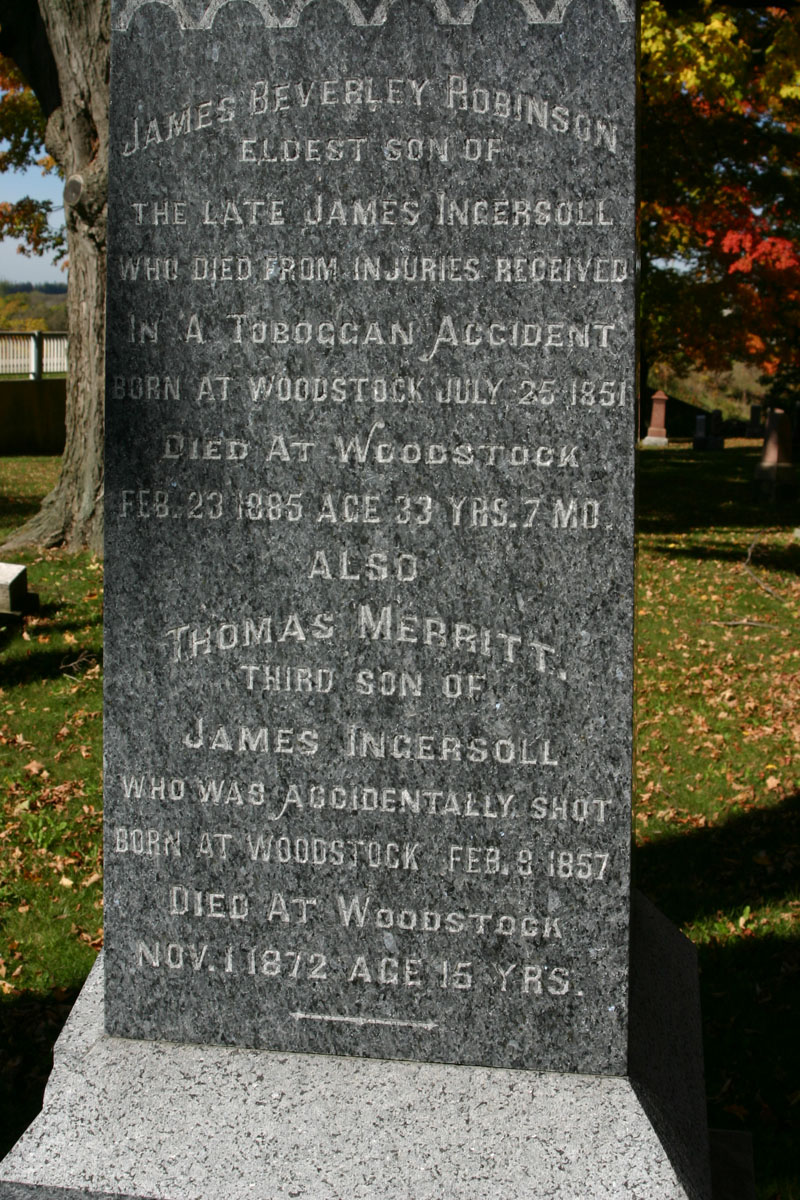 JAMES BEVERLEY ROBINSON
ELDEST SON OF
THE LATE JAMES INGERSOLL
WHO DIED FROM INJURIES RECEIVED
IN A TOBOGGAN ACCIDENT
BORN AT WOODSTOCK JULY 25 1851
DIED AT WOODSTOCK
FEB. 23 1885 AGE 33 YRS. 7 MO.
ALSO
THOMAS MERRITT.
THIRD SON OF
JAMES INGERSOLL
WHO WAS ACCIDENTALLY SHOT
BORN AT WOODSTOCK FEB. 9 1857
DIED AT WOODSTOCK
NOV. 1 1872 AGE 15 YRS.